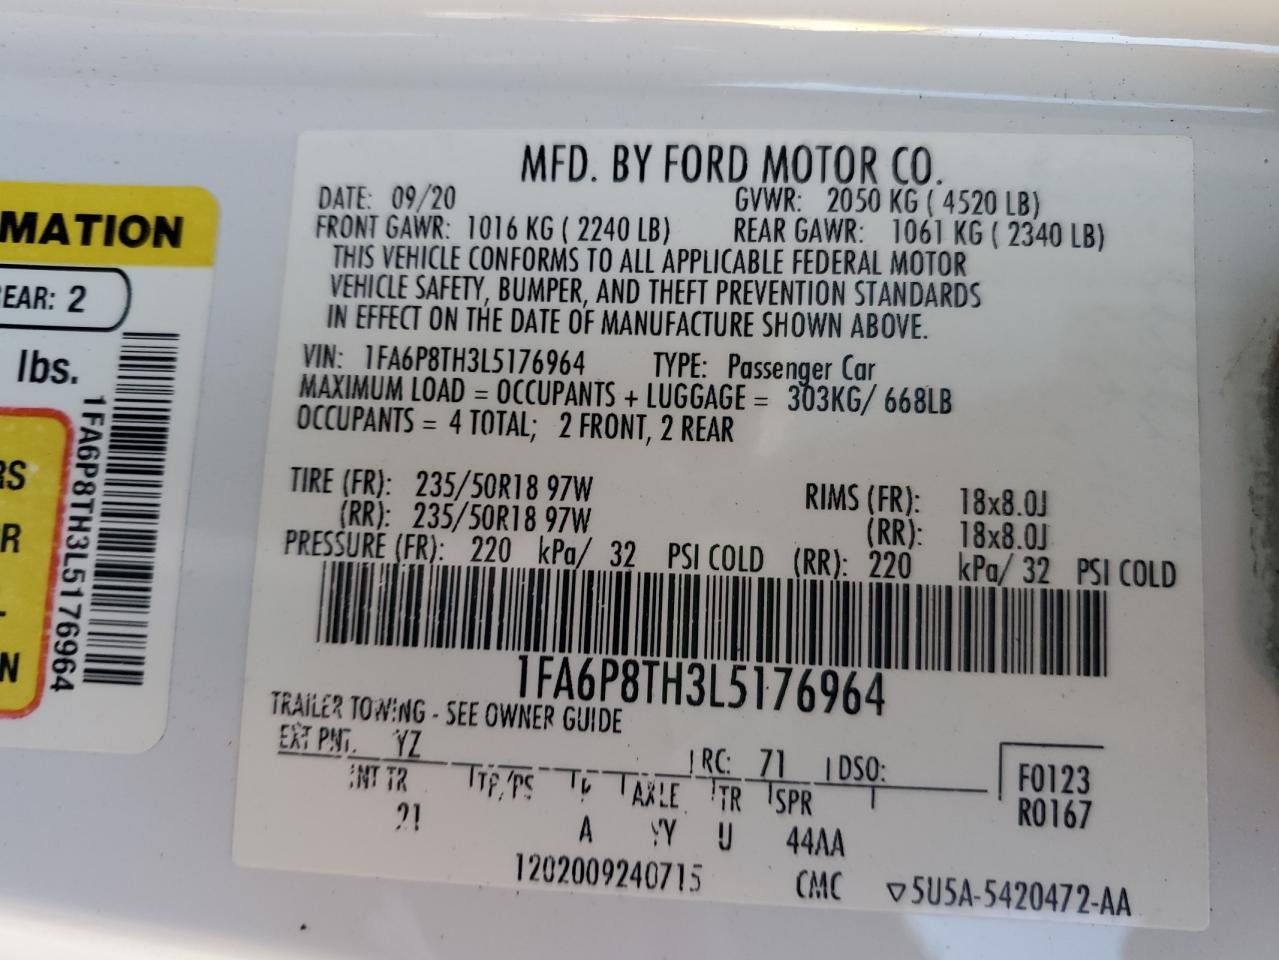 MATION
EAR: 2
lbs.
RS
R
N
1FA6P8TH3L5176964
MFD. BY FORD MOTOR CO.
DATE: 09/20 GVWR: 2050 KG ( 4520 LB)
FRONT GAWR: 1016 KG ( 2240 LB) REAR GAWR: 1061 KG ( 2340 LB)
THIS VEHICLE CONFORMS TO ALL APPLICABLE FEDERAL MOTOR
VEHICLE SAFETY, BUMPER, AND THEFT PREVENTION STANDARDS
IN EFFECT ON THE DATE OF MANUFACTURE SHOWN ABOVE.
VIN: 1FA6P8TH3L5176964 TYPE: Passenger Car
MAXIMUM LOAD = OCCUPANTS + LUGGAGE = 303KG/ 668LB
OCCUPANTS = 4 TOTAL; 2 FRONT, 2 REAR
TIRE (FR): 235/50R18 97W RIMS (FR): 18x8.0J
(RR): 235/50R18 97W (RR): 18x8.0J
PRESSURE (FR): 220 kPa/ 32 PSI COLD (RR): 220 kPa/ 32 PSI COLD
1FA6P8TH3L5176964
TRAILER TOWING - SEE OWNER GUIDE
EXT PNT. YZ RC: 71 DSO: F0123
INT TR TP/PS AXLE TR SPR R0167
21 A YY U 44AA
1202009240715 CMC ▽5U5A-5420472-AA